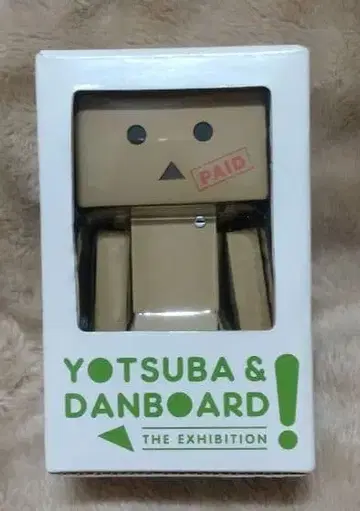 PAID
YOTSUBA &
DANBOARD!
THE EXHIBITION